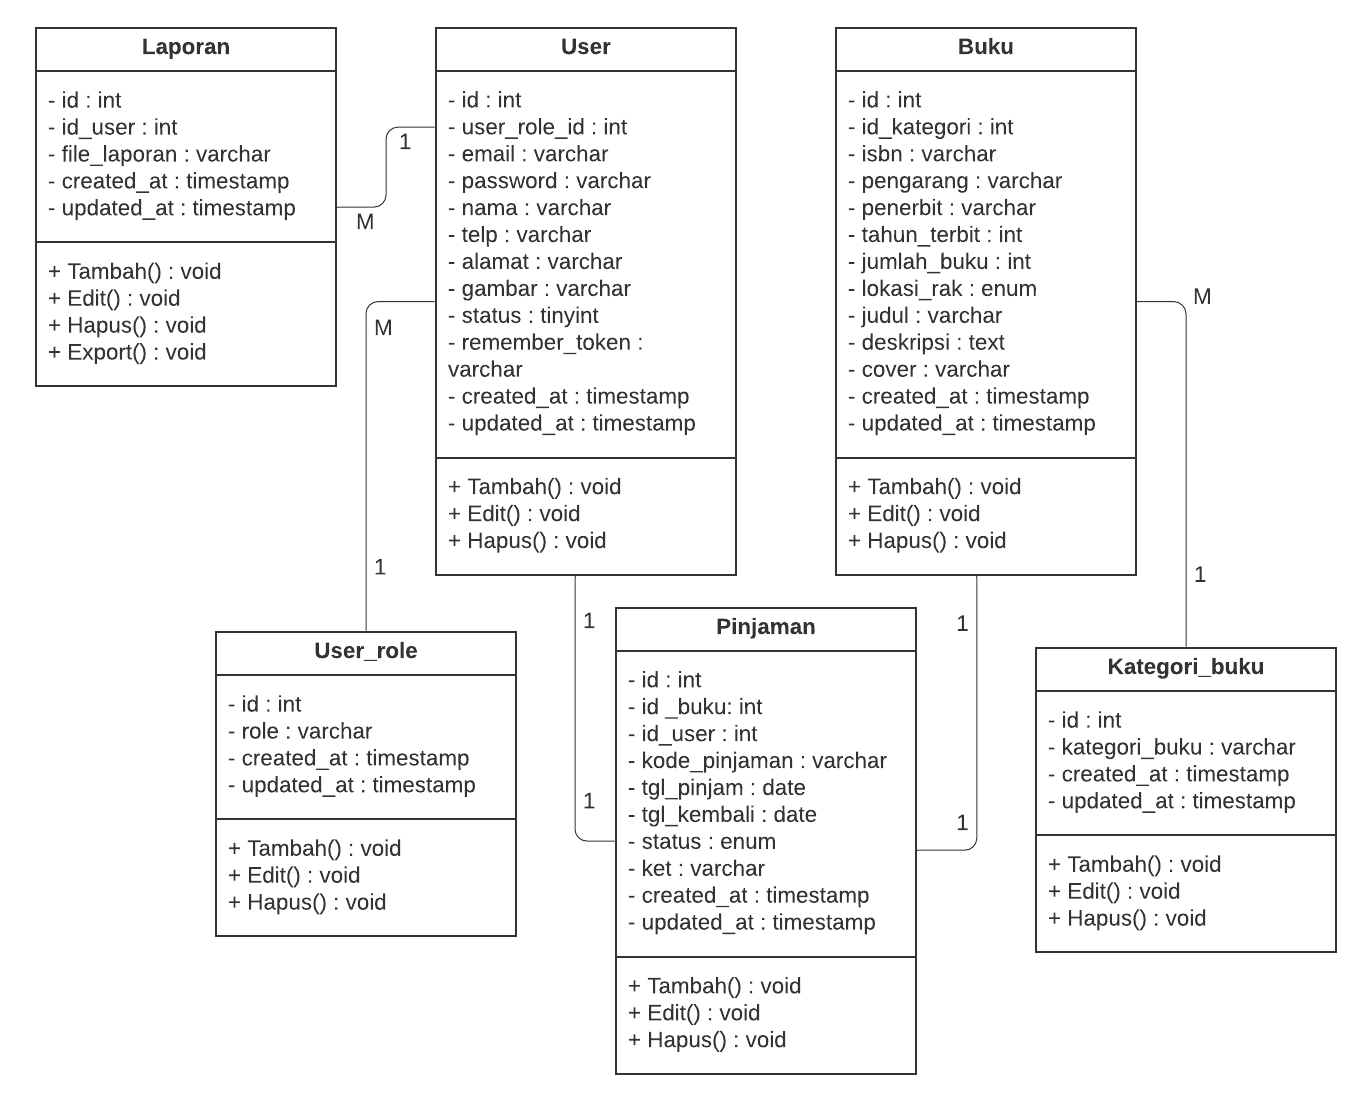 Laporan
- id : int
- id_user : int
- file_laporan : varchar
- created_at : timestamp
- updated_at : timestamp
+ Tambah() : void
+ Edit() : void
+ Hapus() : void
+ Export() : void
1
M
User
- id : int
- user_role_id : int
- email : varchar
- password : varchar
- nama : varchar
- telp : varchar
- alamat : varchar
- gambar : varchar
- status : tinyint
- remember_token :
varchar
- created_at : timestamp
- updated_at : timestamp
+ Tambah() : void
+ Edit() : void
+ Hapus() : void
Buku
- id : int
- id_kategori : int
- isbn : varchar
- pengarang : varchar
- penerbit : varchar
- tahun_terbit : int
- jumlah_buku : int
- lokasi_rak : enum
- judul : varchar
- deskripsi : text
- cover : varchar
- created_at : timestamp
- updated_at : timestamp
+ Tambah() : void
+ Edit() : void
+ Hapus() : void
M
1
M
1
User_role
- id : int
- role : varchar
- created_at : timestamp
- updated_at : timestamp
+ Tambah() : void
+ Edit() : void
+ Hapus() : void
1
1
Pinjaman
- id : int
- id _buku: int
- id_user : int
- kode_pinjaman : varchar
- tgl_pinjam : date
- tgl_kembali : date
- status : enum
- ket : varchar
- created_at : timestamp
- updated_at : timestamp
+ Tambah() : void
+ Edit() : void
+ Hapus() : void
1
1
Kategori_buku
- id : int
- kategori_buku : varchar
- created_at : timestamp
- updated_at : timestamp
+ Tambah() : void
+ Edit() : void
+ Hapus() : void